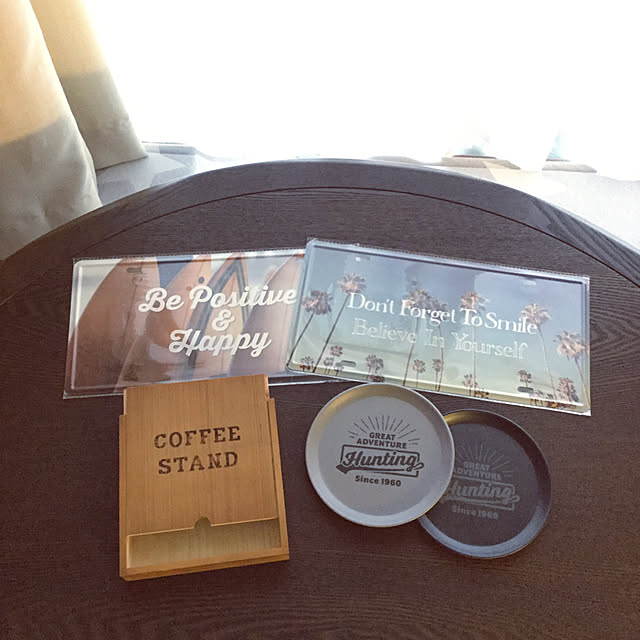 Be Positive
&
Happy
Don't Forget To Smile
Believe In Yourself
COFFEE
STAND
GREAT
ADVENTURE
Hunting
Since 1960
GREAT
ADVENTURE
Hunting
Since 1969